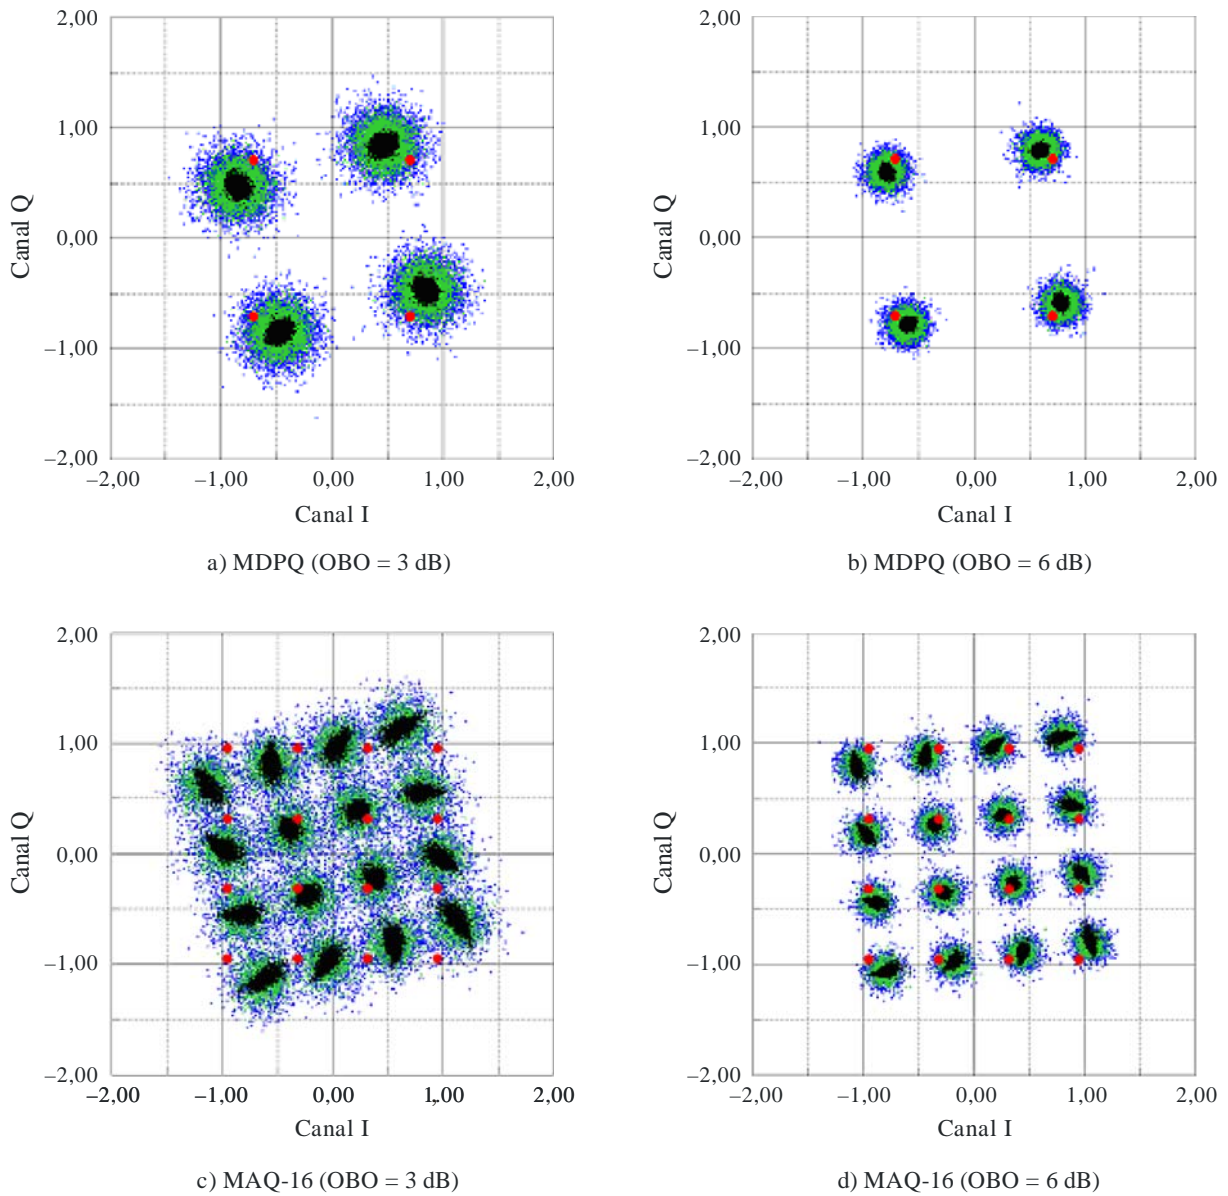 2,00 2,00
1,00 1,00
0,00 0,00
–1,00 –1,00
–2,00 –2,00
Canal Q Canal Q
–2,00 –1,00 0,00 1,00 2,00 –2,00 –1,00 0,00 1,00 2,00
Canal I Canal I
a) MDPQ (OBO = 3 dB) b) MDPQ (OBO = 6 dB)
2,00 2,00
1,00 1,00
0,00 0,00
–1,00 –1,00
–2,00 –2,00
Canal Q Canal Q
–2,00 –1,00 0,00 1,00 2,00 –2,00 –1,00 0,00 1,00 2,00
Canal I Canal I
c) MAQ-16 (OBO = 3 dB) d) MAQ-16 (OBO = 6 dB)